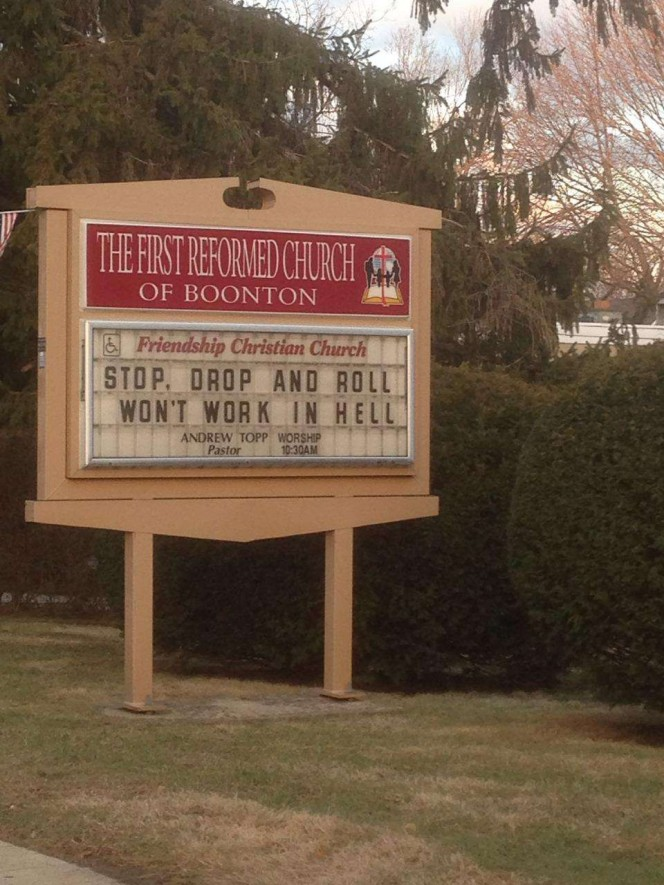 THE FIRST REFORMED CHURCH
OF BOONTON
Friendship Christian Church
STOP, DROP AND ROLL
WON'T WORK IN HELL
ANDREW TOPP WORSHIP
Pastor 10:30AM